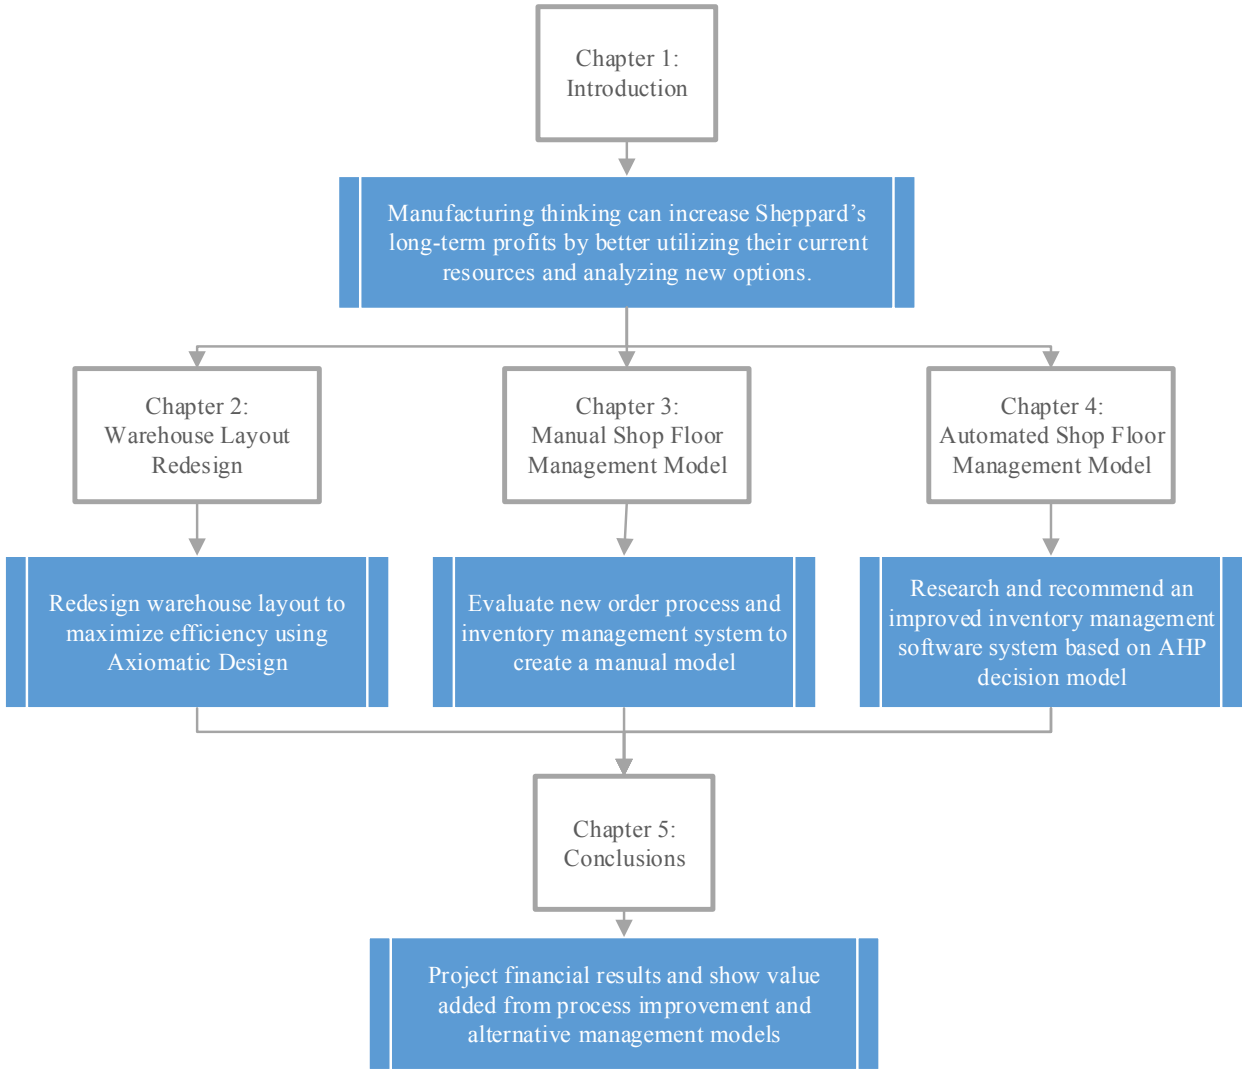 Chapter 1:
Introduction
Manufacturing thinking can increase Sheppard’s
long-term profits by better utilizing their current
resources and analyzing new options.
Chapter 2:
Warehouse Layout
Redesign
Chapter 3:
Manual Shop Floor
Management Model
Chapter 4:
Automated Shop Floor
Management Model
Redesign warehouse layout to
maximize efficiency using
Axiomatic Design
Evaluate new order process and
inventory management system to
create a manual model
Research and recommend an
improved inventory management
software system based on AHP
decision model
Chapter 5:
Conclusions
Project financial results and show value
added from process improvement and
alternative management models